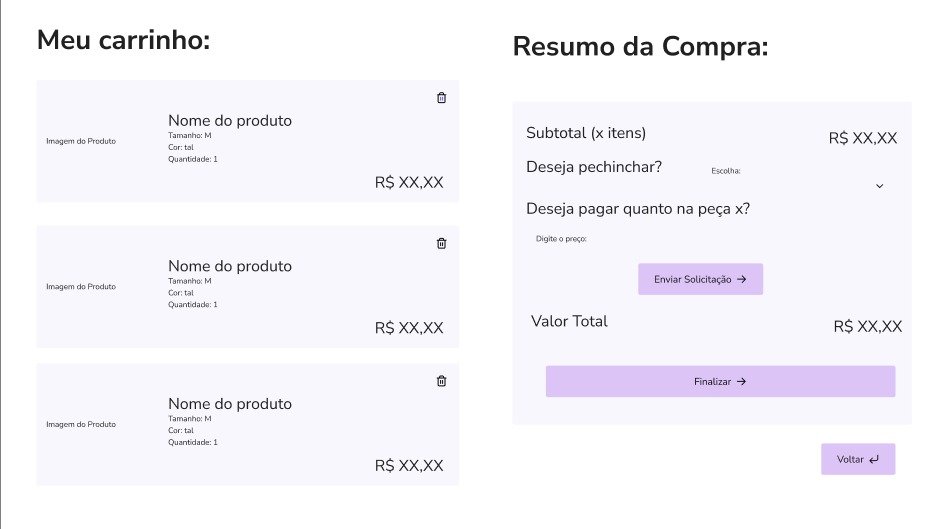 Meu carrinho:
Imagem do Produto
Nome do produto
Tamanho: M
Cor: tal
Quantidade: 1
R$ XX,XX
Imagem do Produto
Nome do produto
Tamanho: M
Cor: tal
Quantidade: 1
R$ XX,XX
Imagem do Produto
Nome do produto
Tamanho: M
Cor: tal
Quantidade: 1
R$ XX,XX
Resumo da Compra:
Subtotal (x itens)
R$ XX,XX
Deseja pechinchar?
Escolha:
Deseja pagar quanto na peça x?
Digite o preço:
Enviar Solicitação
Valor Total
R$ XX,XX
Finalizar
Voltar